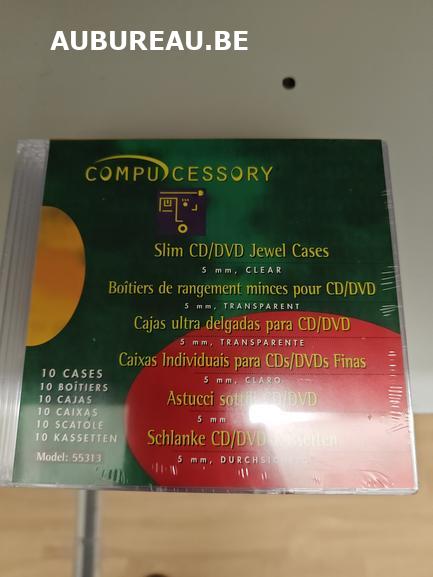 AUBUREAU.BE
COMPUCESSORY
Slim CD/DVD Jewel Cases
5 mm, CLEAR
Boîtiers de rangement minces pour CD/DVD
5 mm, TRANSPARENT
Cajas ultra delgadas para CD/DVD
5 mm, TRANSPARENTE
Caixas Individuais para CDs/DVDs Finas
5 mm, CLARO
Astucci sottili CD/DVD
5 mm
Schlanke CD/DVD-Kassetten
5 mm,
10 CASES
10 BOÎTIERS
10 CAJAS
10 CAIXAS
10 SCATOLE
10 KASSETTEN
Model: 55313